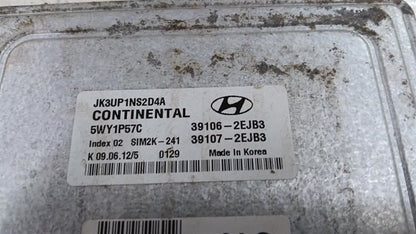 JK3UP1NS2D4A
CONTINENTAL
5WY1P57C 39106-2EJB3
Index 02 SIM2K-241 39107-2EJB3
K 09.06.12/5 0129 Made In Korea